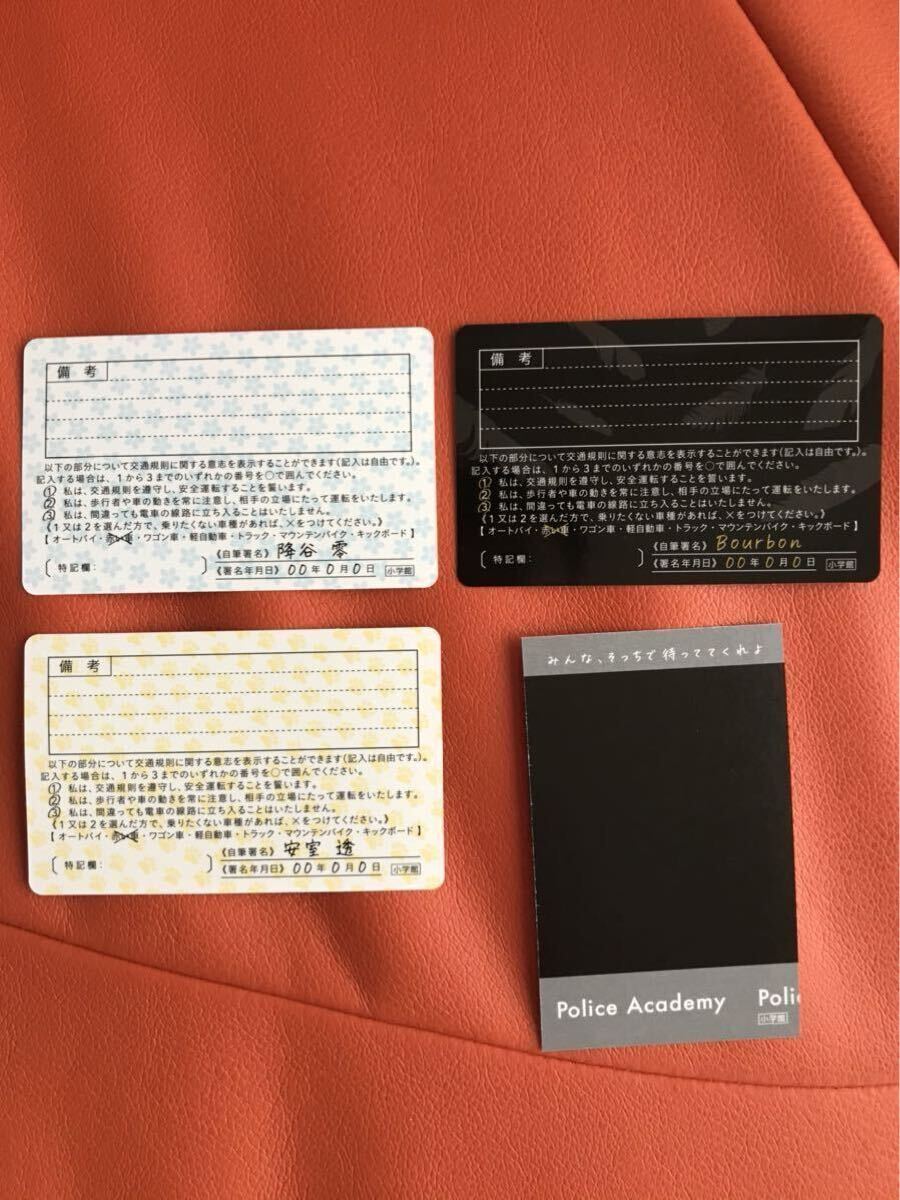 備考
以下の部分について交通規則に関する意志を表示することができます(記入は自由です。)。
記入する場合は、1から3までのいずれかの番号を○で囲んでください。
① 私は、交通規則を遵守し、安全運転することを誓います。
② 私は、歩行者や車の動きを常に注意し、相手の立場にたって運転をいたします。
③ 私は、間違っても電車の線路に立ち入ることはいたしません。
《1又は2を選んだ方で、乗りたくない車種があれば、×をつけてください。》
【オートバイ・赤い車・ワゴン車・軽自動車・トラック・マウンテンバイク・キックボード】
《自筆署名》 降谷 零
〔特記欄: 〕
《署名年月日》 00年0月0日 小学館
備考
以下の部分について交通規則に関する意志を表示することができます(記入は自由です。)。
記入する場合は、1から3までのいずれかの番号を○で囲んでください。
① 私は、交通規則を遵守し、安全運転することを誓います。
② 私は、歩行者や車の動きを常に注意し、相手の立場にたって運転をいたします。
③ 私は、間違っても電車の線路に立ち入ることはいたしません。
《1又は2を選んだ方で、乗りたくない車種があれば、×をつけてください。》
【オートバイ・赤い車・ワゴン車・軽自動車・トラック・マウンテンバイク・キックボード】
《自筆署名》 Bourbon
〔特記欄: 〕
《署名年月日》 00年0月0日 小学館
備考
以下の部分について交通規則に関する意志を表示することができます(記入は自由です。)。
記入する場合は、1から3までのいずれかの番号を○で囲んでください。
① 私は、交通規則を遵守し、安全運転することを誓います。
② 私は、歩行者や車の動きを常に注意し、相手の立場にたって運転をいたします。
③ 私は、間違っても電車の線路に立ち入ることはいたしません。
《1又は2を選んだ方で、乗りたくない車種があれば、×をつけてください。》
【オートバイ・赤い車・ワゴン車・軽自動車・トラック・マウンテンバイク・キックボード】
《自筆署名》 安室 透
〔特記欄: 〕
《署名年月日》 00年0月0日 小学館
みんな、そっちで待っててくれよ
Police Academy Polic
小学館